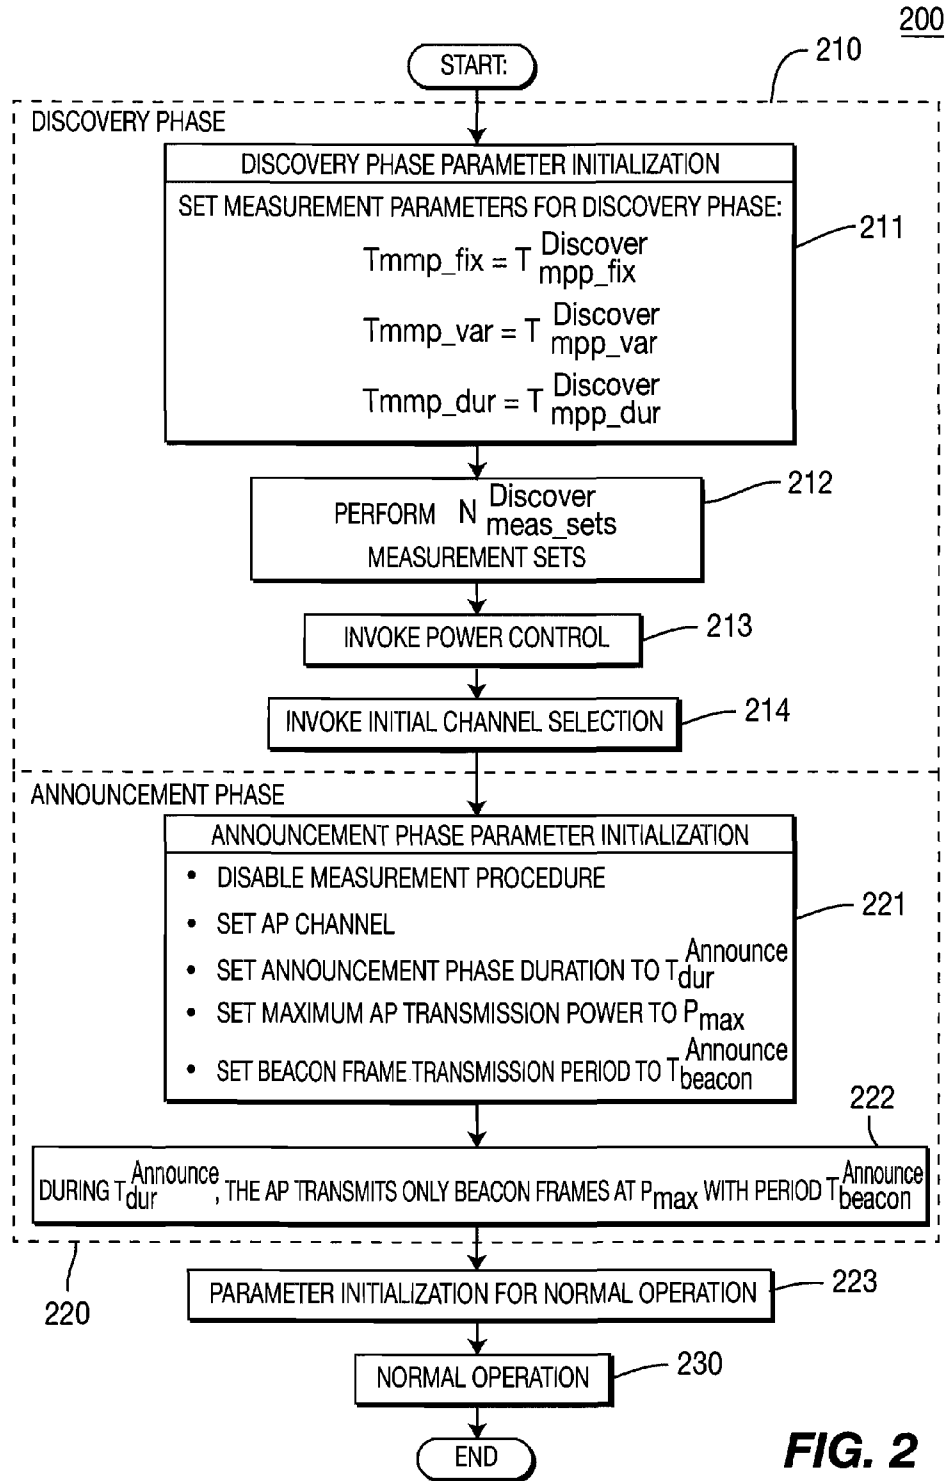 200
START:
210
DISCOVERY PHASE
DISCOVERY PHASE PARAMETER INITIALIZATION
SET MEASUREMENT PARAMETERS FOR DISCOVERY PHASE:
211
Tmmp_fix = T Discover mpp_fix
Tmmp_var = T Discover mpp_var
Tmmp_dur = T Discover mpp_dur
212
PERFORM N Discover meas_sets
MEASUREMENT SETS
INVOKE POWER CONTROL
213
INVOKE INITIAL CHANNEL SELECTION
214
ANNOUNCEMENT PHASE
ANNOUNCEMENT PHASE PARAMETER INITIALIZATION
• DISABLE MEASUREMENT PROCEDURE
221
• SET AP CHANNEL
• SET ANNOUNCEMENT PHASE DURATION TO T Announce dur
• SET MAXIMUM AP TRANSMISSION POWER TO Pmax
• SET BEACON FRAME TRANSMISSION PERIOD TO T Announce beacon
222
DURING T Announce dur, THE AP TRANSMITS ONLY BEACON FRAMES AT Pmax WITH PERIOD T Announce beacon
220
PARAMETER INITIALIZATION FOR NORMAL OPERATION
223
NORMAL OPERATION
230
END
FIG. 2